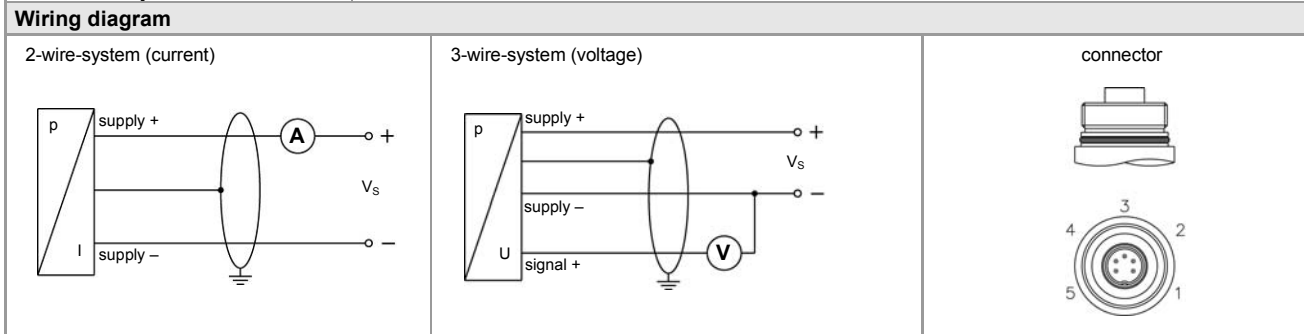 Wiring diagram
2-wire-system (current)
p
supply +
A
+
VS
I
supply –
–
3-wire-system (voltage)
p
supply +
+
VS
supply –
–
U
signal +
V
connector
3
4
2
5
1